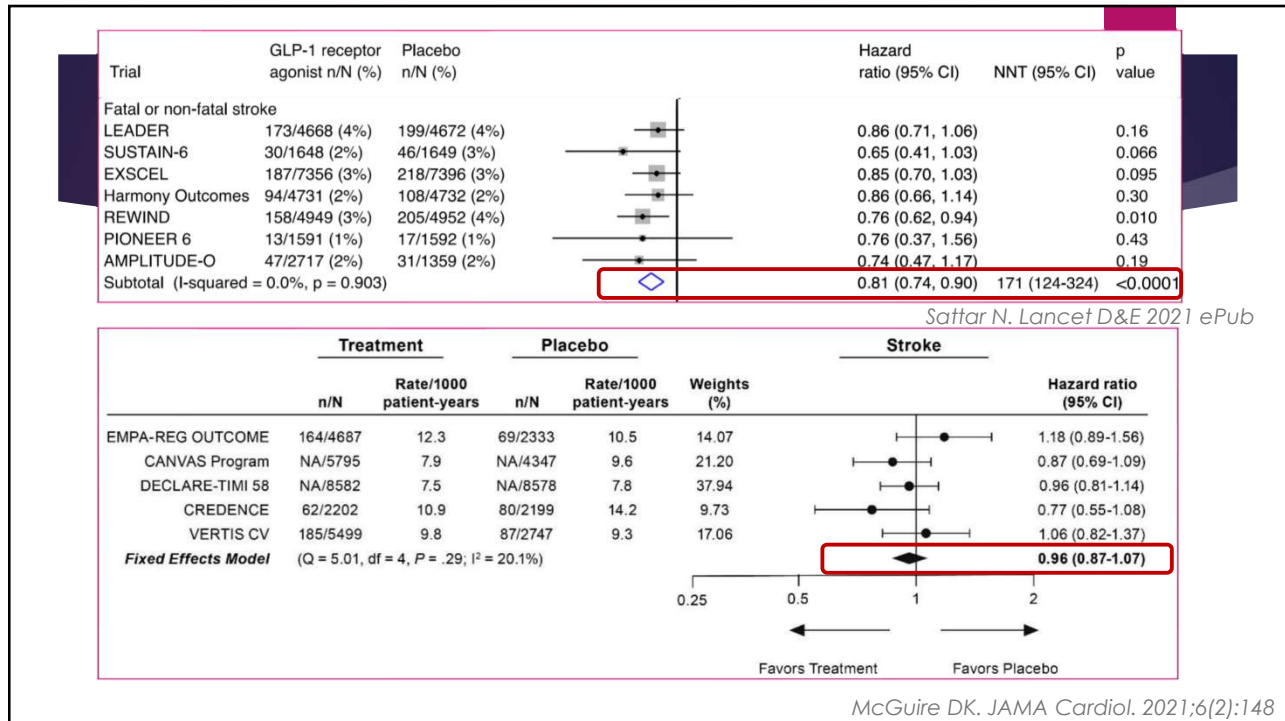 Trial GLP-1 receptor agonist n/N (%) Placebo n/N (%) Hazard ratio (95% CI) NNT (95% CI) p value
Fatal or non-fatal stroke
LEADER 173/4668 (4%) 199/4672 (4%) 0.86 (0.71, 1.06) 0.16
SUSTAIN-6 30/1648 (2%) 46/1649 (3%) 0.65 (0.41, 1.03) 0.066
EXSCEL 187/7356 (3%) 218/7396 (3%) 0.85 (0.70, 1.03) 0.095
Harmony Outcomes 94/4731 (2%) 108/4732 (2%) 0.86 (0.66, 1.14) 0.30
REWIND 158/4949 (3%) 205/4952 (4%) 0.76 (0.62, 0.94) 0.010
PIONEER 6 13/1591 (1%) 17/1592 (1%) 0.76 (0.37, 1.56) 0.43
AMPLITUDE-O 47/2717 (2%) 31/1359 (2%) 0.74 (0.47, 1.17) 0.19
Subtotal (I-squared = 0.0%, p = 0.903) 0.81 (0.74, 0.90) 171 (124-324) <0.0001
Sattar N. Lancet D&E 2021 ePub
Treatment Placebo Stroke
n/N Rate/1000 patient-years n/N Rate/1000 patient-years Weights (%) Hazard ratio (95% CI)
EMPA-REG OUTCOME 164/4687 12.3 69/2333 10.5 14.07 1.18 (0.89-1.56)
CANVAS Program NA/5795 7.9 NA/4347 9.6 21.20 0.87 (0.69-1.09)
DECLARE-TIMI 58 NA/8582 7.5 NA/8578 7.8 37.94 0.96 (0.81-1.14)
CREDENCE 62/2202 10.9 80/2199 14.2 9.73 0.77 (0.55-1.08)
VERTIS CV 185/5499 9.8 87/2747 9.3 17.06 1.06 (0.82-1.37)
Fixed Effects Model (Q = 5.01, df = 4, P = .29; I² = 20.1%) 0.96 (0.87-1.07)
0.25 0.5 1 2
Favors Treatment Favors Placebo
McGuire DK. JAMA Cardiol. 2021;6(2):148